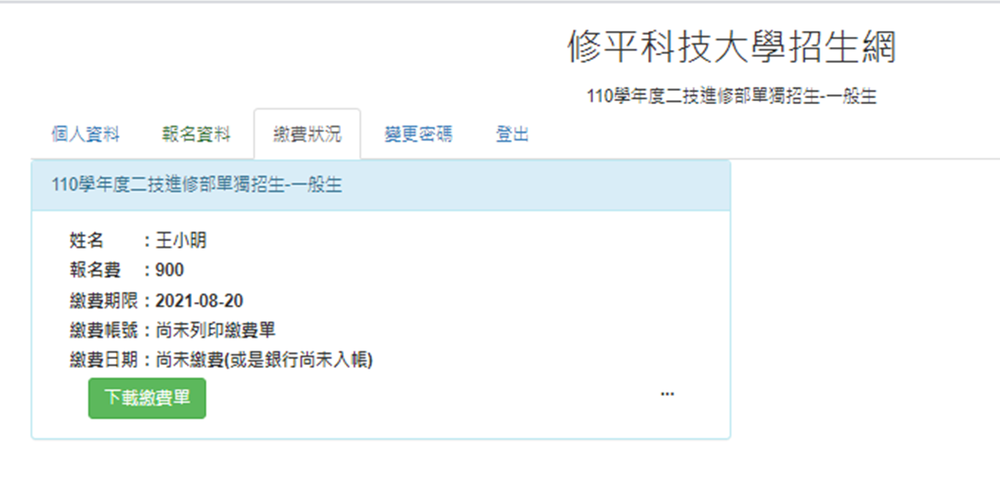 修平科技大學招生網
110學年度二技進修部單獨招生-一般生
個人資料 報名資料 繳費狀況 變更密碼 登出
110學年度二技進修部單獨招生-一般生
姓名 :王小明
報名費 :900
繳費期限:2021-08-20
繳費帳號:尚未列印繳費單
繳費日期:尚未繳費(或是銀行尚未入帳)
下載繳費單 ...